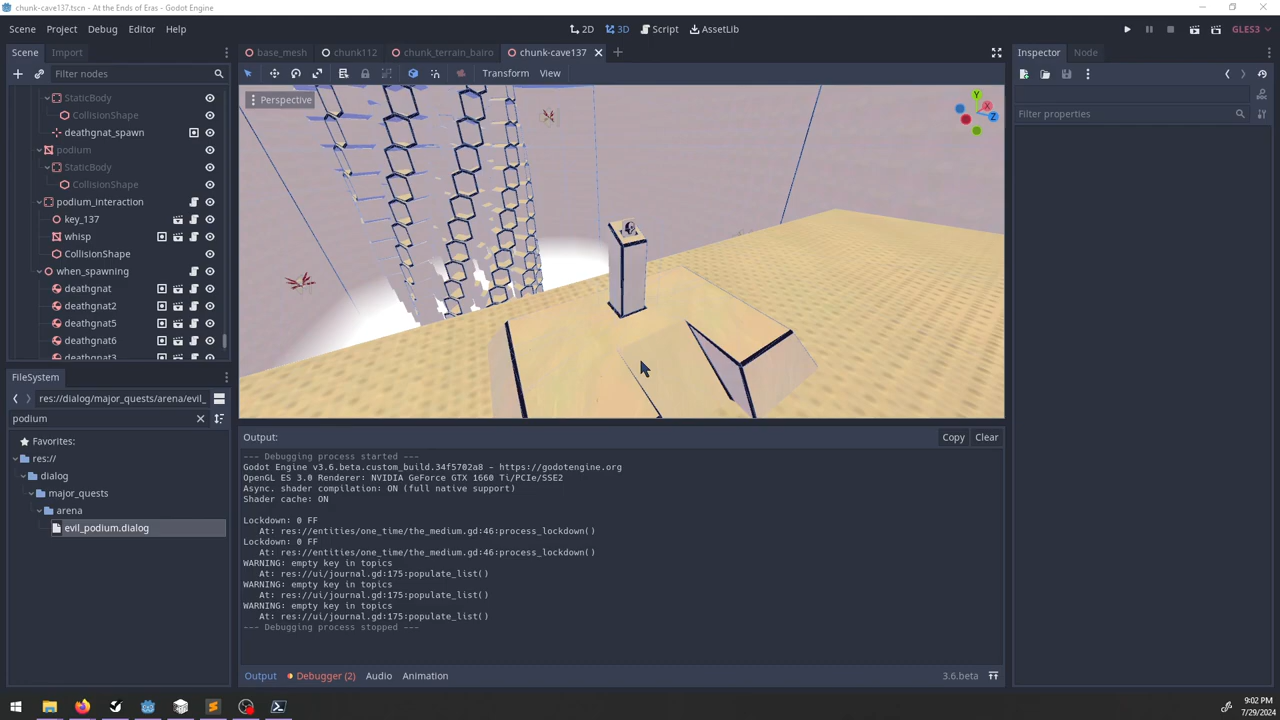 chunk-cave137.tscn - At the Ends of Eras - Godot Engine
Scene Project Debug Editor Help
2D 3D Script AssetLib
GLES3
Scene Import
base_mesh chunk112 chunk_terrain_bairo chunk-cave137
Inspector Node
Filter nodes
Transform View
Perspective
Y X Z
Filter properties
StaticBody
CollisionShape
deathgnat_spawn
podium
StaticBody
CollisionShape
podium_interaction
key_137
whisp
CollisionShape
when_spawning
deathgnat
deathgnat2
deathgnat5
deathgnat6
deathgnat3
FileSystem
res://dialog/major_quests/arena/evil_
podium
Favorites:
res://
dialog
major_quests
arena
evil_podium.dialog
Output:
Copy Clear
--- Debugging process started ---
Godot Engine v3.6.beta.custom_build.34f5702a8 - https://godotengine.org
OpenGL ES 3.0 Renderer: NVIDIA GeForce GTX 1660 Ti/PCIe/SSE2
Async. shader compilation: ON (full native support)
Shader cache: ON
Lockdown: 0 FF
At: res://entities/one_time/the_medium.gd:46:process_lockdown()
Lockdown: 0 FF
At: res://entities/one_time/the_medium.gd:46:process_lockdown()
WARNING: empty key in topics
At: res://ui/journal.gd:175:populate_list()
WARNING: empty key in topics
At: res://ui/journal.gd:175:populate_list()
WARNING: empty key in topics
At: res://ui/journal.gd:175:populate_list()
--- Debugging process stopped ---
Output Debugger (2) Audio Animation
3.6.beta
9:02 PM
7/29/2024